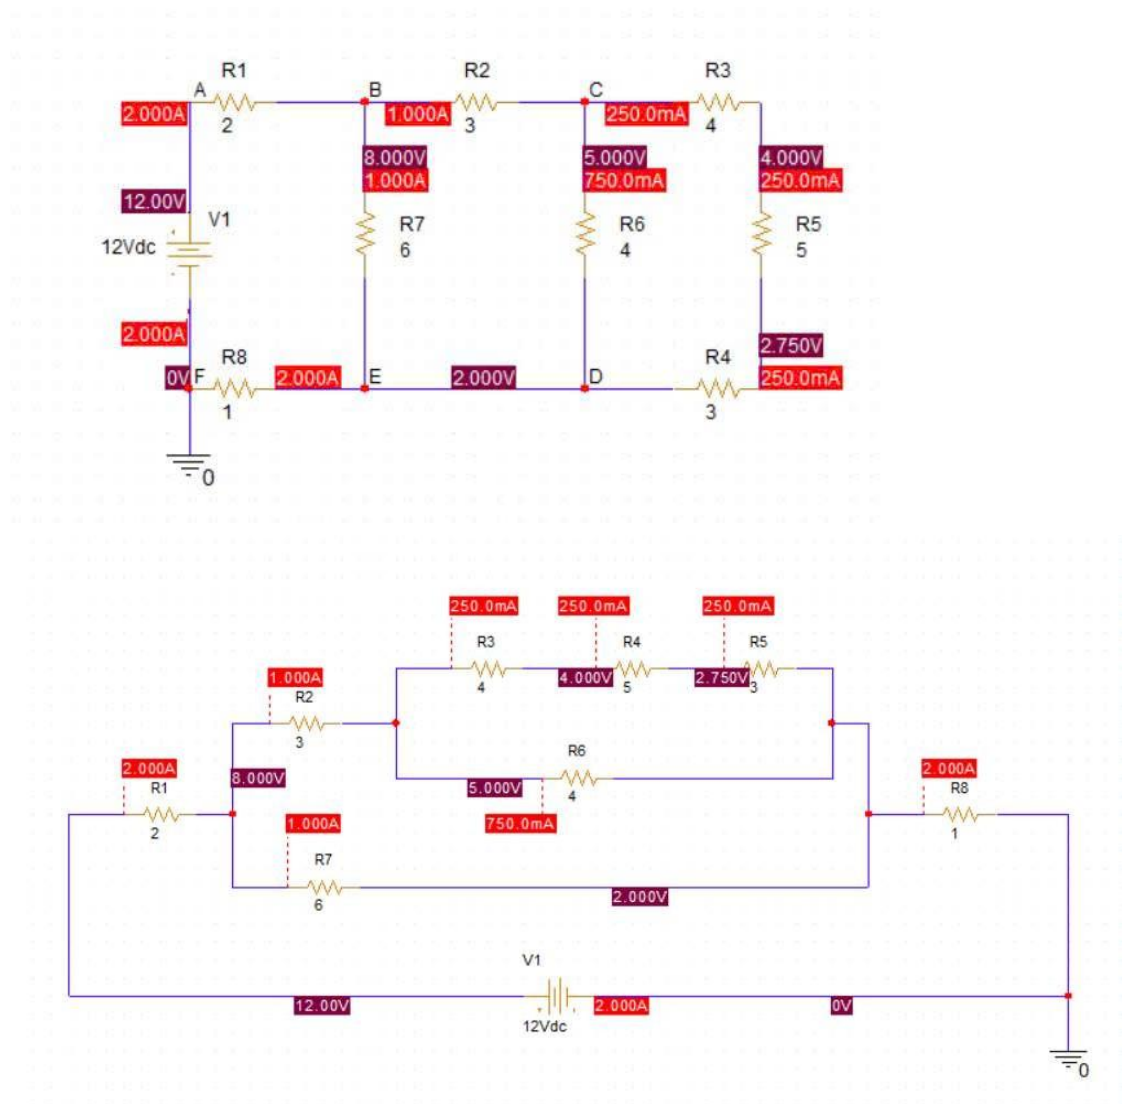 R1 R2 R3
A B C
2.000A 1.000A 250.0mA
2 3 4
8.000V 5.000V 4.000V
1.000A 750.0mA 250.0mA
12.00V
V1 R7 R6 R5
12Vdc 6 4 5
2.000A
R8 R4 2.750V
0V F 2.000A E 2.000V D 250.0mA
1 3
0
250.0mA 250.0mA 250.0mA
R3 R4 R5
1.000A 4.000V 2.750V
R2 4 5 3
3
R6
2.000A 8.000V 5.000V 4 2.000A
R1 R8
2 1.000A 750.0mA 1
R7
6 2.000V
V1
12.00V 2.000A 0V
12Vdc
0